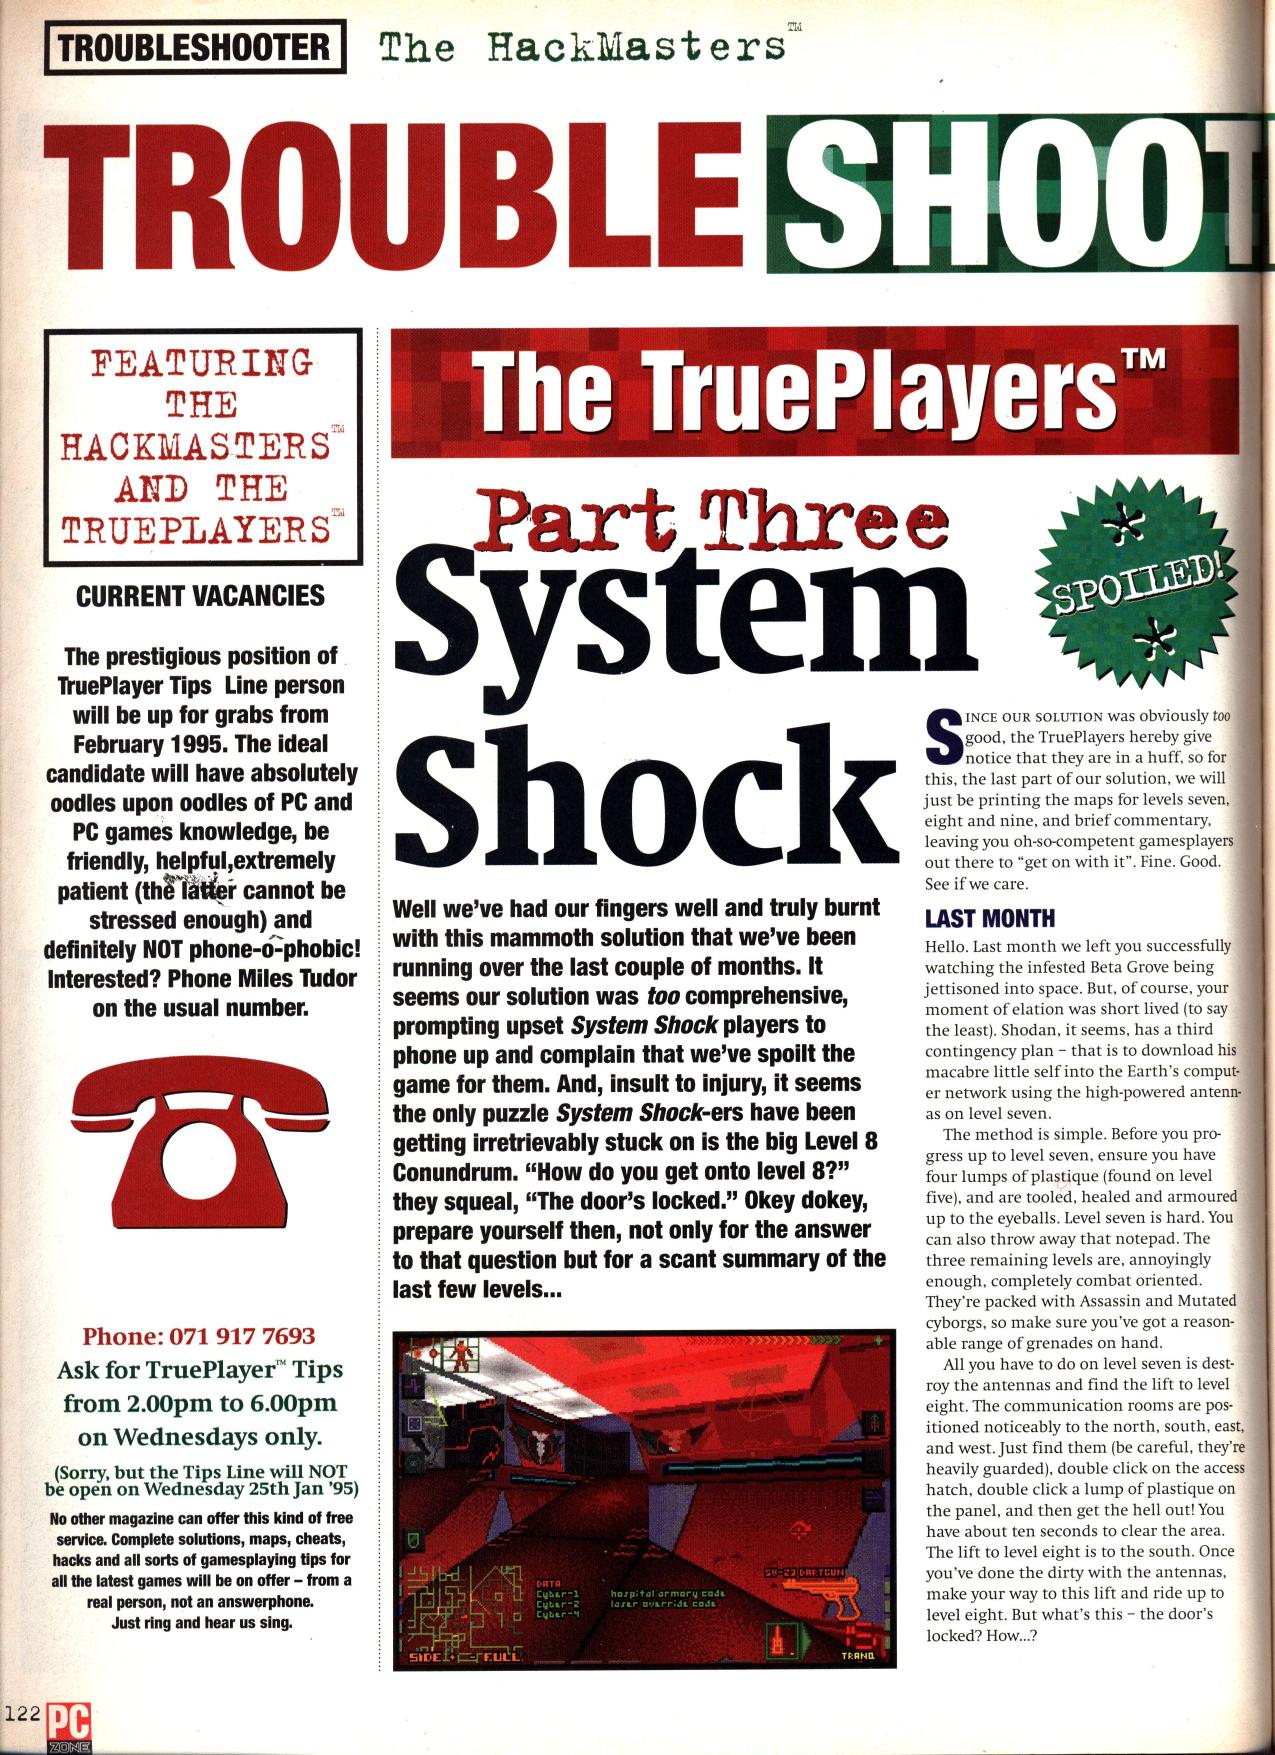 TROUBLESHOOTER
The HackMasters™
TROUBLE SHOOT
FEATURING
THE
HACKMASTERS™
AND THE
TRUEPLAYERS™
CURRENT VACANCIES
The prestigious position of
TruePlayer Tips Line person
will be up for grabs from
February 1995. The ideal
candidate will have absolutely
oodles upon oodles of PC and
PC games knowledge, be
friendly, helpful,extremely
patient (the latter cannot be
stressed enough) and
definitely NOT phone-o-phobic!
Interested? Phone Miles Tudor
on the usual number.
Phone: 071 917 7693
Ask for TruePlayer™ Tips
from 2.00pm to 6.00pm
on Wednesdays only.
(Sorry, but the Tips Line will NOT
be open on Wednesday 25th Jan '95)
No other magazine can offer this kind of free
service. Complete solutions, maps, cheats,
hacks and all sorts of gamesplaying tips for
all the latest games will be on offer – from a
real person, not an answerphone.
Just ring and hear us sing.
The TruePlayers™
Part Three
System
Shock
SPOILED!
Well we've had our fingers well and truly burnt
with this mammoth solution that we've been
running over the last couple of months. It
seems our solution was too comprehensive,
prompting upset System Shock players to
phone up and complain that we've spoilt the
game for them. And, insult to injury, it seems
the only puzzle System Shock-ers have been
getting irretrievably stuck on is the big Level 8
Conundrum. “How do you get onto level 8?”
they squeal, “The door's locked.” Okey dokey,
prepare yourself then, not only for the answer
to that question but for a scant summary of the
last few levels...
DATA
Cyber-1 hospital armory code
Cyber-2 laser override code
Cyber-4
SV-23 DARTGUN
SIDE + - FULL
TRANQ
SINCE OUR SOLUTION was obviously too
good, the TruePlayers hereby give
notice that they are in a huff, so for
this, the last part of our solution, we will
just be printing the maps for levels seven,
eight and nine, and brief commentary,
leaving you oh-so-competent gamesplayers
out there to “get on with it”. Fine. Good.
See if we care.
LAST MONTH
Hello. Last month we left you successfully
watching the infested Beta Grove being
jettisoned into space. But, of course, your
moment of elation was short lived (to say
the least). Shodan, it seems, has a third
contingency plan – that is to download his
macabre little self into the Earth's comput-
er network using the high-powered antenn-
as on level seven.
The method is simple. Before you pro-
gress up to level seven, ensure you have
four lumps of plastique (found on level
five), and are tooled, healed and armoured
up to the eyeballs. Level seven is hard. You
can also throw away that notepad. The
three remaining levels are, annoyingly
enough, completely combat oriented.
They're packed with Assassin and Mutated
cyborgs, so make sure you've got a reason-
able range of grenades on hand.
All you have to do on level seven is dest-
roy the antennas and find the lift to level
eight. The communication rooms are pos-
itioned noticeably to the north, south, east,
and west. Just find them (be careful, they're
heavily guarded), double click on the access
hatch, double click a lump of plastique on
the panel, and then get the hell out! You
have about ten seconds to clear the area.
The lift to level eight is to the south. Once
you've done the dirty with the antennas,
make your way to this lift and ride up to
level eight. But what's this – the door's
locked? How...?
122 PC
ZONE